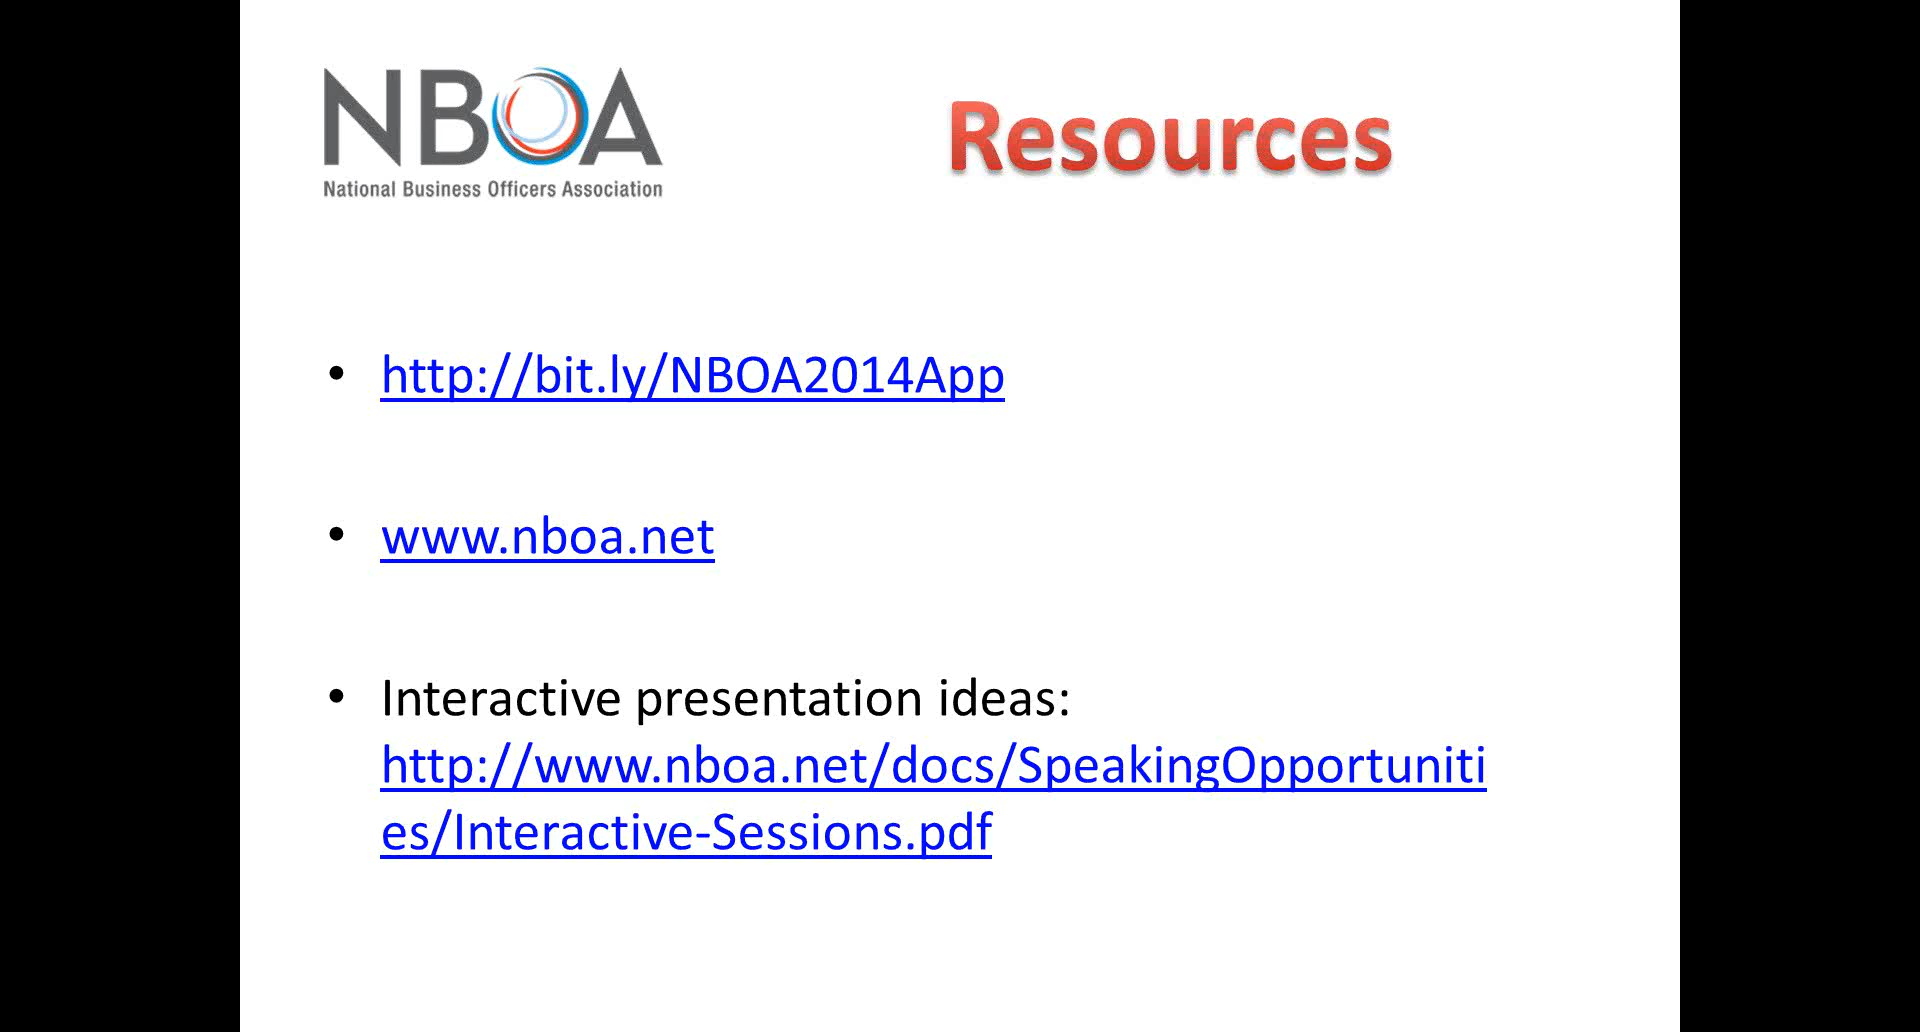 NBOA
National Business Officers Association
Resources
• http://bit.ly/NBOA2014App
• www.nboa.net
• Interactive presentation ideas:
http://www.nboa.net/docs/SpeakingOpportuniti
es/Interactive-Sessions.pdf